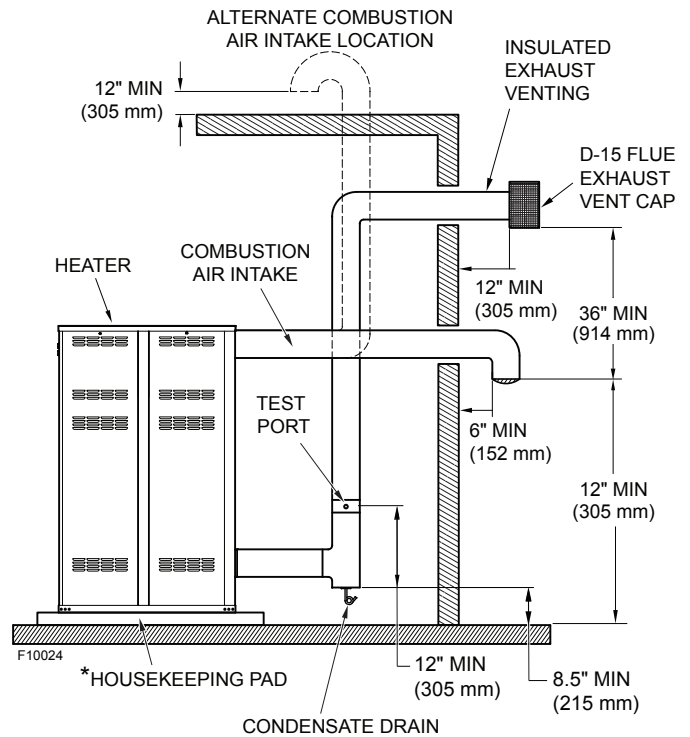 ALTERNATE COMBUSTION
AIR INTAKE LOCATION
INSULATED
EXHAUST
VENTING
12" MIN
(305 mm)
D-15 FLUE
EXHAUST
VENT CAP
COMBUSTION
AIR INTAKE
HEATER
12" MIN
(305 mm)
36" MIN
(914 mm)
TEST
PORT
6" MIN
(152 mm)
12" MIN
(305 mm)
F10024
*HOUSEKEEPING PAD
12" MIN
(305 mm)
8.5" MIN
(215 mm)
CONDENSATE DRAIN